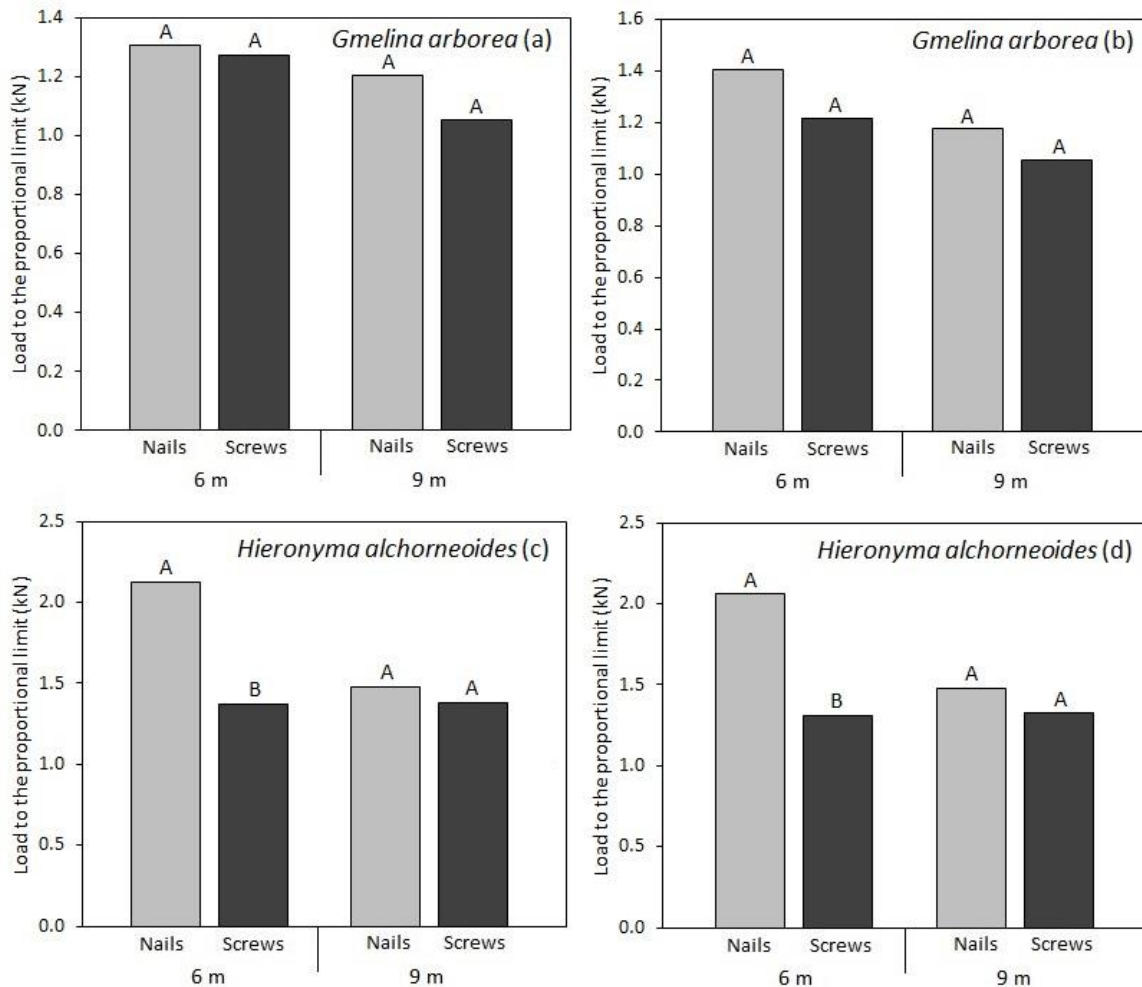 Load to the proportional limit (kN)
1.4
1.2
1.0
0.8
0.6
0.4
0.2
0.0
Gmelina arborea (a)
A
A
A
A
Nails Screws Nails Screws
6 m 9 m
Load to the proportional limit (kN)
1.6
1.4
1.2
1.0
0.8
0.6
0.4
0.2
0.0
Gmelina arborea (b)
A
A
A
A
Nails Screws Nails Screws
6 m 9 m
Load to the proportional limit (kN)
2.5
2.0
1.5
1.0
0.5
0.0
Hieronyma alchorneoides (c)
A
B
A
A
Nails Screws Nails Screws
6 m 9 m
Load to the proportional limit (kN)
2.5
2.0
1.5
1.0
0.5
0.0
Hieronyma alchorneoides (d)
A
B
A
A
Nails Screws Nails Screws
6 m 9 m